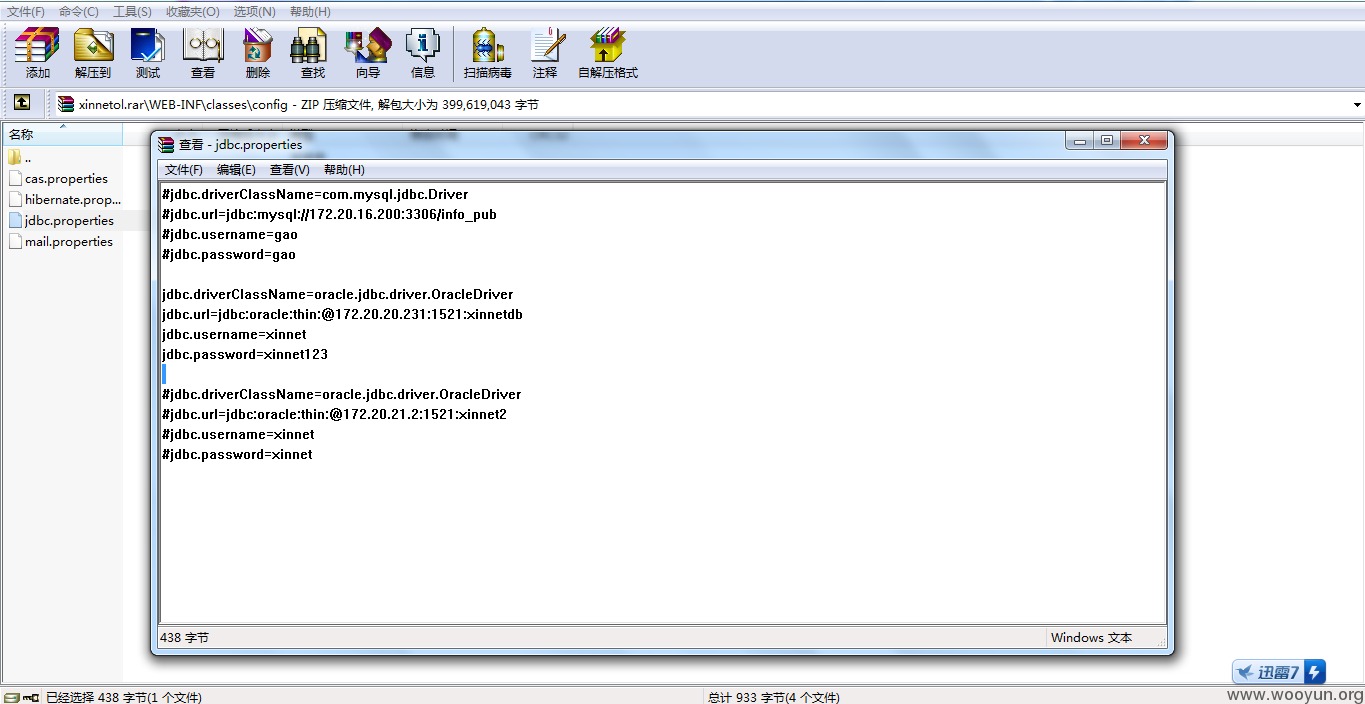 文件(F) 命令(C) 工具(S) 收藏夹(O) 选项(N) 帮助(H)
添加 解压到 测试 查看 删除 查找 向导 信息 扫描病毒 注释 自解压格式
xinnetol.rar\WEB-INF\classes\config - ZIP 压缩文件, 解包大小为 399,619,043 字节
名称
..
cas.properties
hibernate.prop...
jdbc.properties
mail.properties
查看 - jdbc.properties
文件(F) 编辑(E) 查看(V) 帮助(H)
#jdbc.driverClassName=com.mysql.jdbc.Driver
#jdbc.url=jdbc:mysql://172.20.16.200:3306/info_pub
#jdbc.username=gao
#jdbc.password=gao
jdbc.driverClassName=oracle.jdbc.driver.OracleDriver
jdbc.url=jdbc:oracle:thin:@172.20.20.231:1521:xinnetdb
jdbc.username=xinnet
jdbc.password=xinnet123
#jdbc.driverClassName=oracle.jdbc.driver.OracleDriver
#jdbc.url=jdbc:oracle:thin:@172.20.21.2:1521:xinnet2
#jdbc.username=xinnet
#jdbc.password=xinnet
438 字节
Windows 文本
迅雷7
已经选择 438 字节(1 个文件)
总计 933 字节(4 个文件)
www.wooyun.org